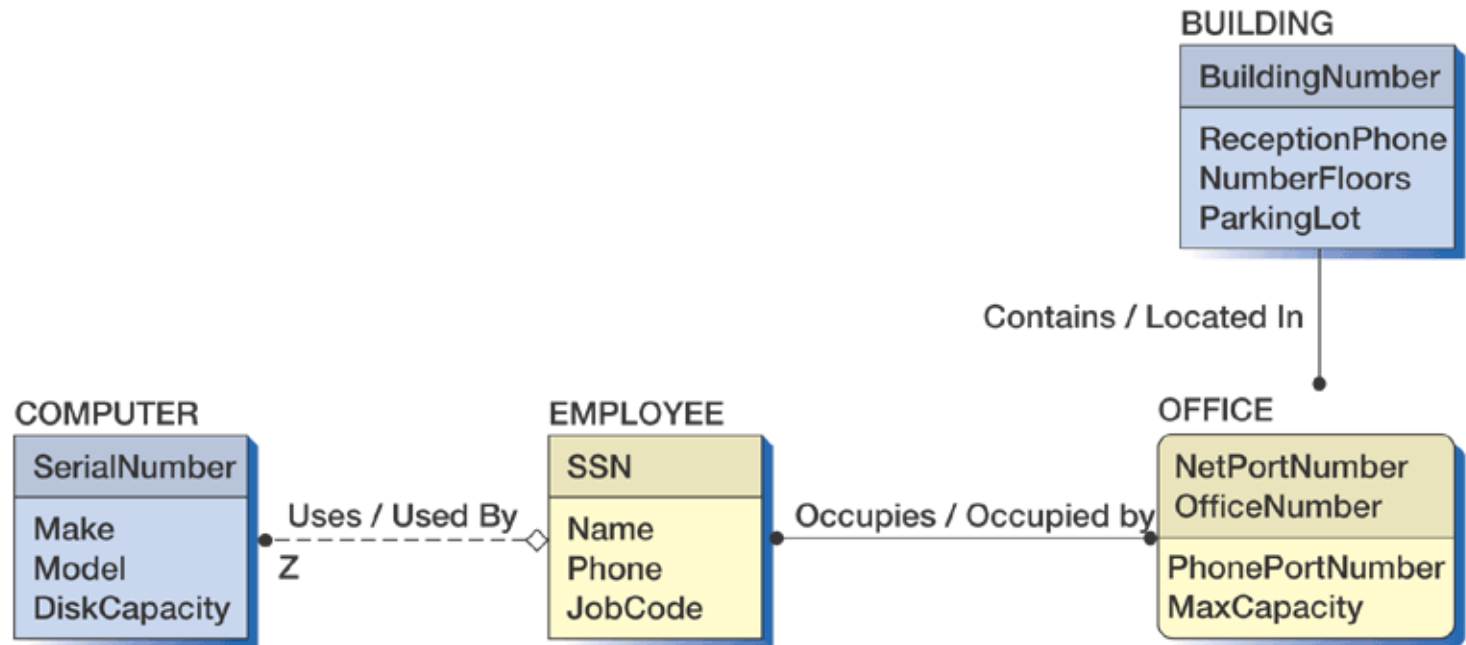 BUILDING
BuildingNumber
ReceptionPhone
NumberFloors
ParkingLot
Contains / Located In
COMPUTER
SerialNumber
Make
Model
DiskCapacity
Uses / Used By
Z
EMPLOYEE
SSN
Name
Phone
JobCode
Occupies / Occupied by
OFFICE
NetPortNumber
OfficeNumber
PhonePortNumber
MaxCapacity